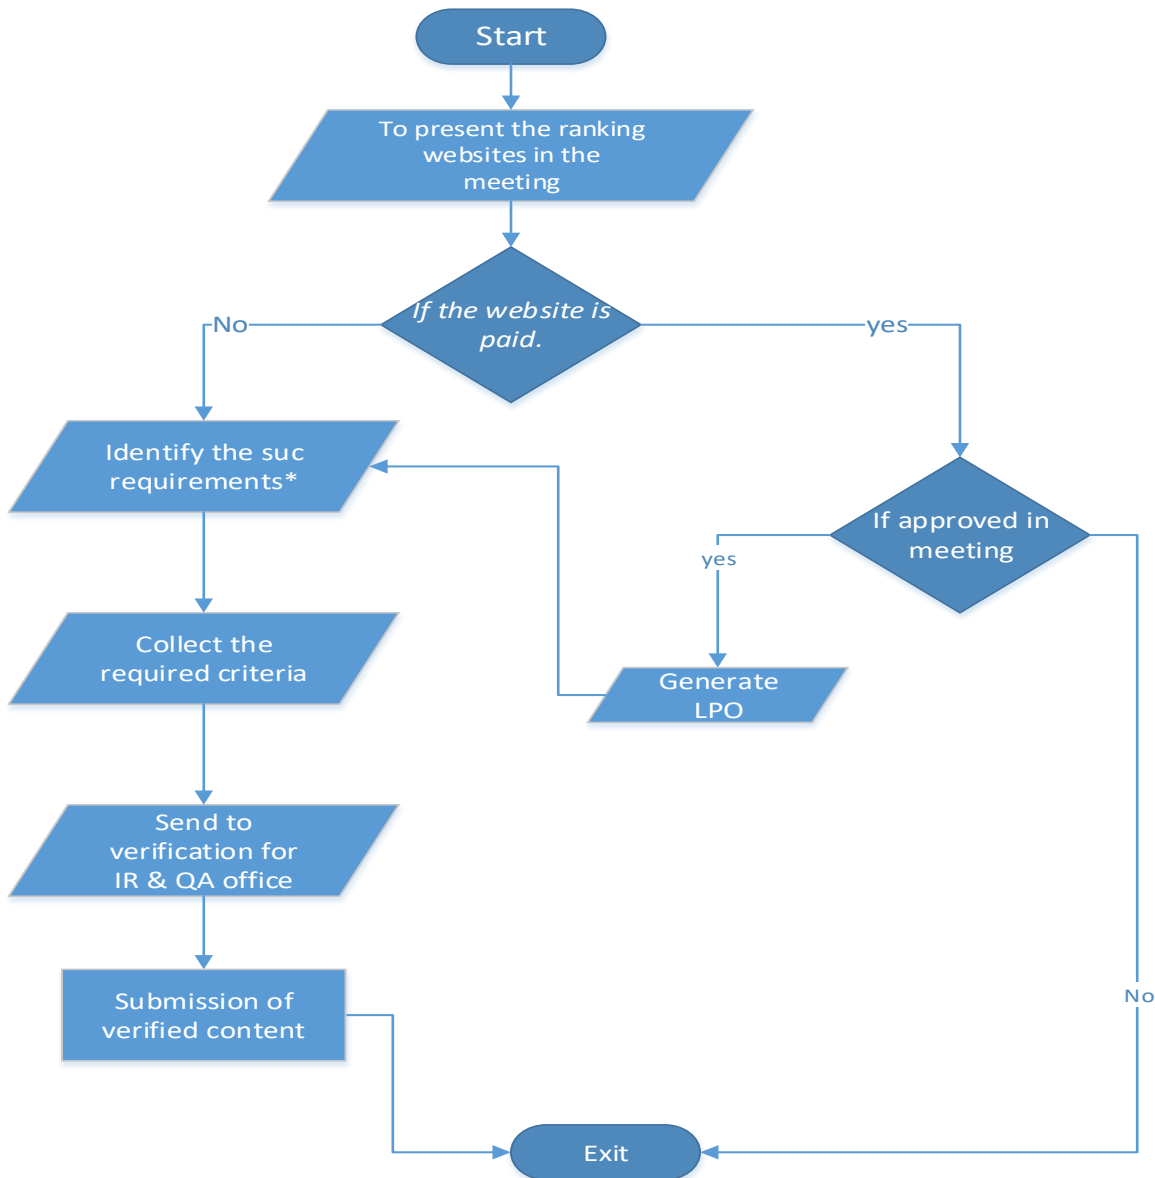 Start
To present the ranking
websites in the
meeting
If the website is
paid.
No
yes
Identify the suc
requirements*
If approved in
meeting
yes
Collect the
required criteria
Generate
LPO
Send to
verification for
IR & QA office
Submission of
verified content
No
Exit